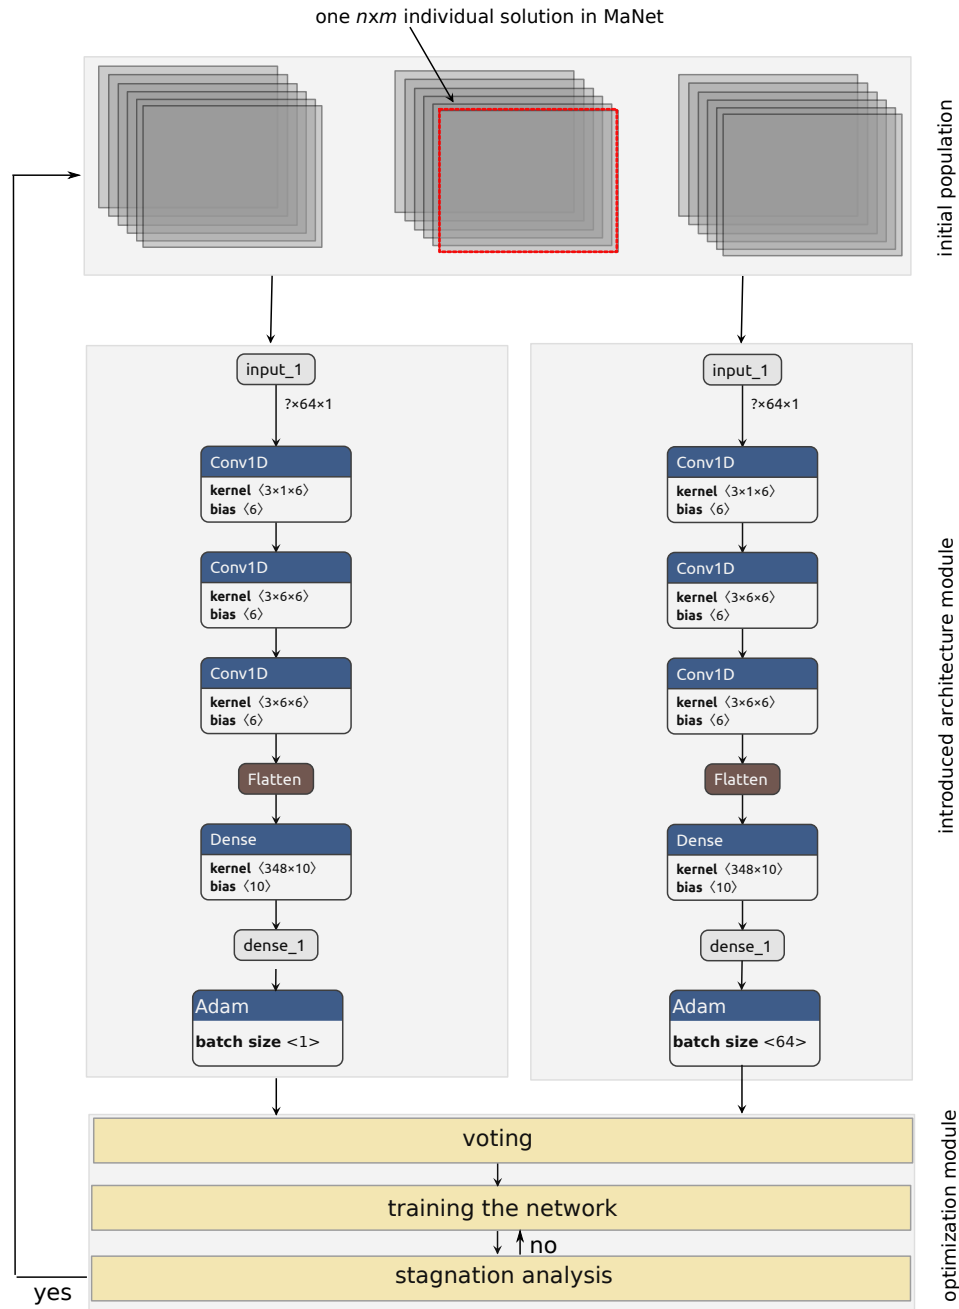 one n×m individual solution in MaNet
initial population
input_1
?×64×1
Conv1D
kernel ⟨3×1×6⟩
bias ⟨6⟩
Conv1D
kernel ⟨3×6×6⟩
bias ⟨6⟩
Conv1D
kernel ⟨3×6×6⟩
bias ⟨6⟩
Flatten
Dense
kernel ⟨348×10⟩
bias ⟨10⟩
dense_1
Adam
batch size <1>
input_1
?×64×1
Conv1D
kernel ⟨3×1×6⟩
bias ⟨6⟩
Conv1D
kernel ⟨3×6×6⟩
bias ⟨6⟩
Conv1D
kernel ⟨3×6×6⟩
bias ⟨6⟩
Flatten
Dense
kernel ⟨348×10⟩
bias ⟨10⟩
dense_1
Adam
batch size <64>
introduced architecture module
voting
training the network
no
stagnation analysis
yes
optimization module